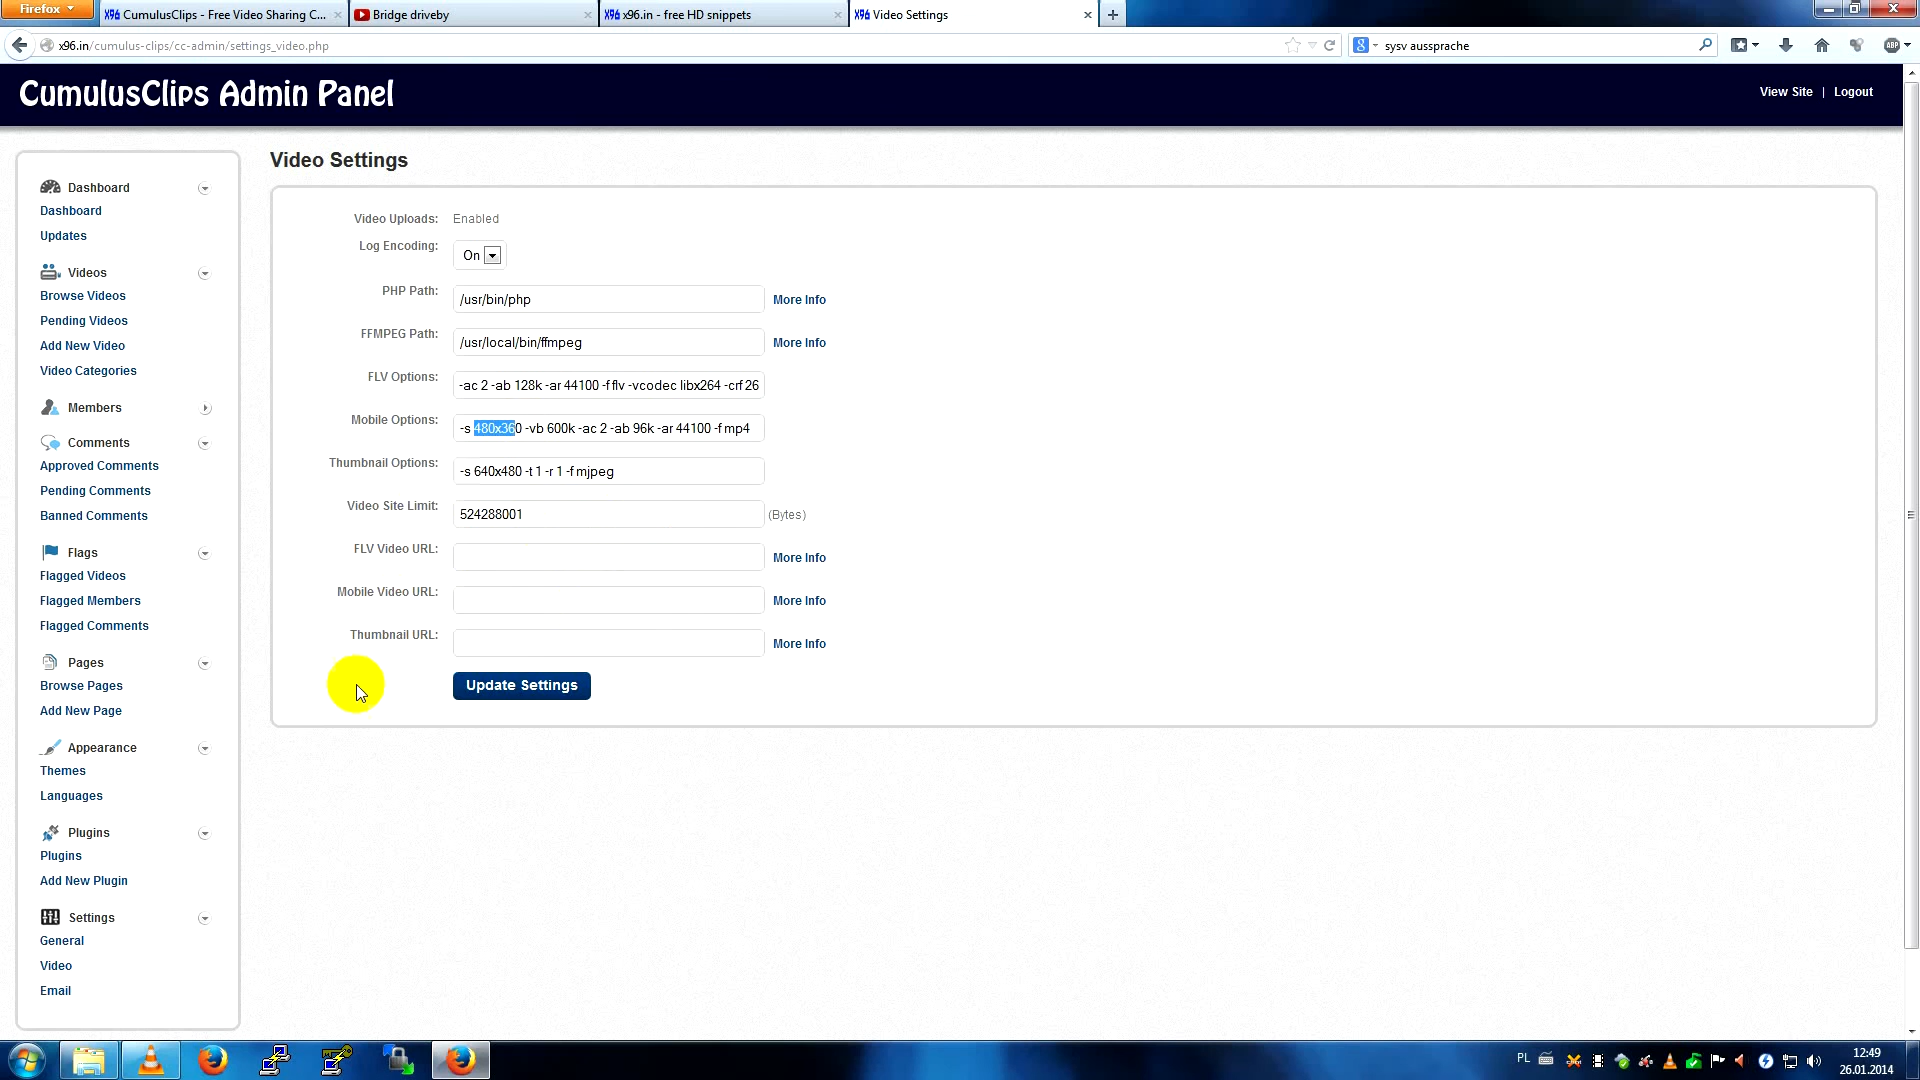 Firefox
X96 CumulusClips - Free Video Sharing C...
Bridge driveby
X96 x96.in - free HD snippets
X96 Video Settings
x96.in/cumulus-clips/cc-admin/settings_video.php
sysv aussprache
CumulusClips Admin Panel
View Site | Logout
Video Settings
Dashboard
Dashboard
Updates
Videos
Browse Videos
Pending Videos
Add New Video
Video Categories
Members
Comments
Approved Comments
Pending Comments
Banned Comments
Flags
Flagged Videos
Flagged Members
Flagged Comments
Pages
Browse Pages
Add New Page
Appearance
Themes
Languages
Plugins
Plugins
Add New Plugin
Settings
General
Video
Email
Video Uploads: Enabled
Log Encoding: On
PHP Path: /usr/bin/php More Info
FFMPEG Path: /usr/local/bin/ffmpeg More Info
FLV Options: -ac 2 -ab 128k -ar 44100 -f flv -vcodec libx264 -crf 26
Mobile Options: -s 480x360 -vb 600k -ac 2 -ab 96k -ar 44100 -f mp4
Thumbnail Options: -s 640x480 -t 1 -r 1 -f mjpeg
Video Site Limit: 524288001 (Bytes)
FLV Video URL: More Info
Mobile Video URL: More Info
Thumbnail URL: More Info
Update Settings
PL
12:49
26.01.2014